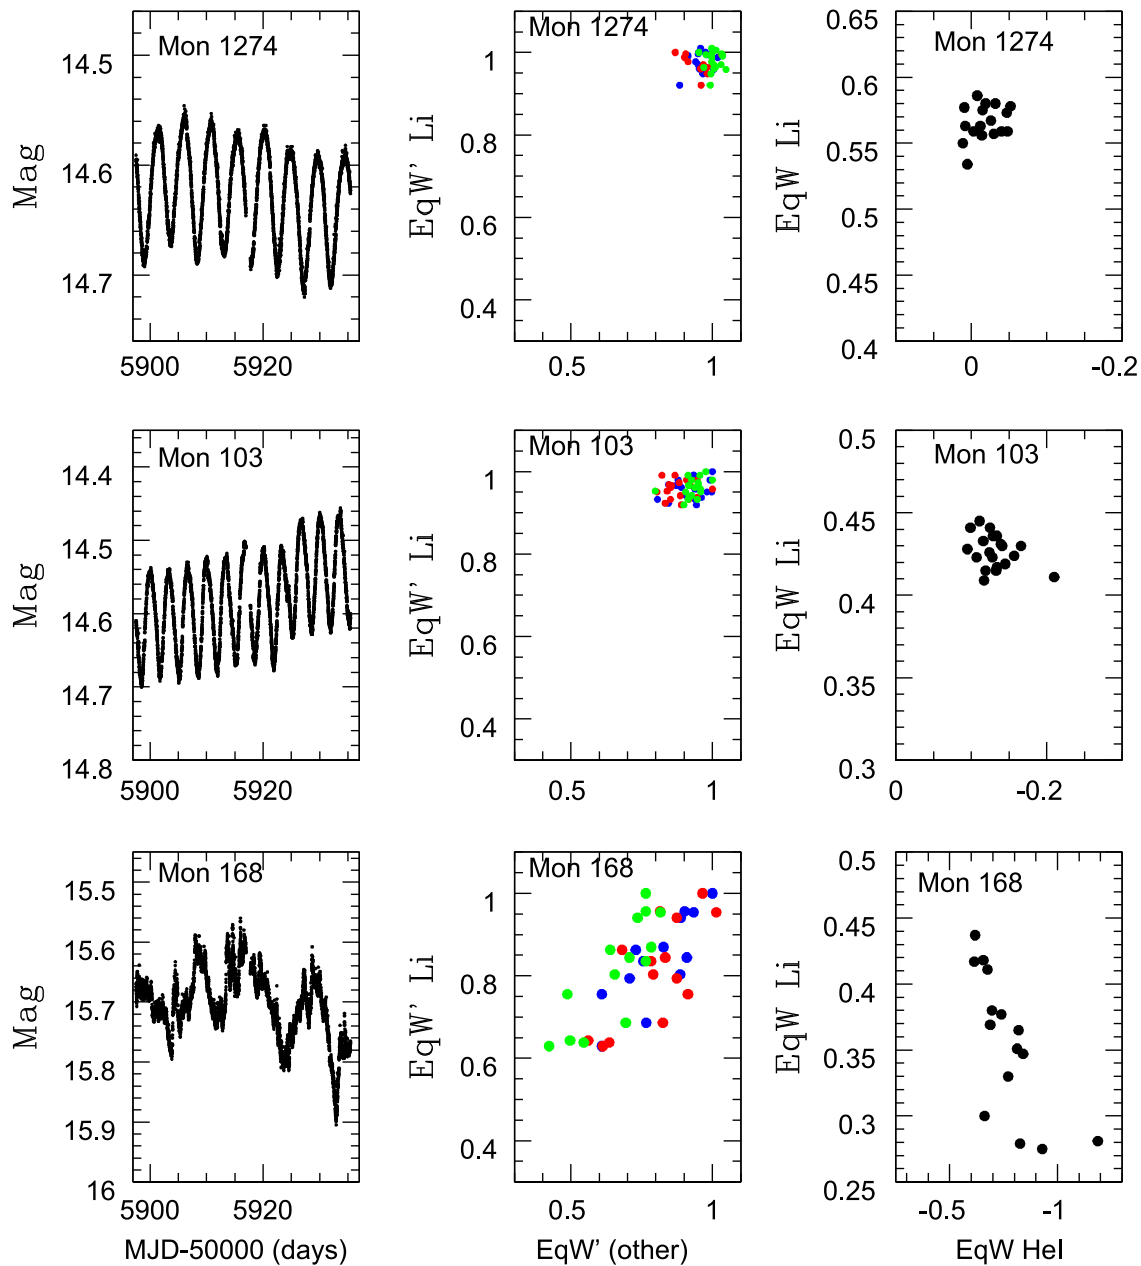 Mon 1274
14.5
14.6
14.7
Mag
5900
5920
Mon 1274
1
0.8
0.6
0.4
EqW' Li
0.5
1
Mon 1274
0.65
0.6
0.55
0.5
0.45
0.4
EqW Li
0
-0.2
Mon 103
14.4
14.5
14.6
14.7
14.8
Mag
5900
5920
Mon 103
1
0.8
0.6
0.4
EqW' Li
0.5
1
Mon 103
0.5
0.45
0.4
0.35
0.3
EqW Li
0
-0.2
Mon 168
15.5
15.6
15.7
15.8
15.9
16
Mag
5900
5920
MJD-50000 (days)
Mon 168
1
0.8
0.6
0.4
EqW' Li
0.5
1
EqW' (other)
Mon 168
0.5
0.45
0.4
0.35
0.3
0.25
EqW Li
-0.5
-1
EqW HeI